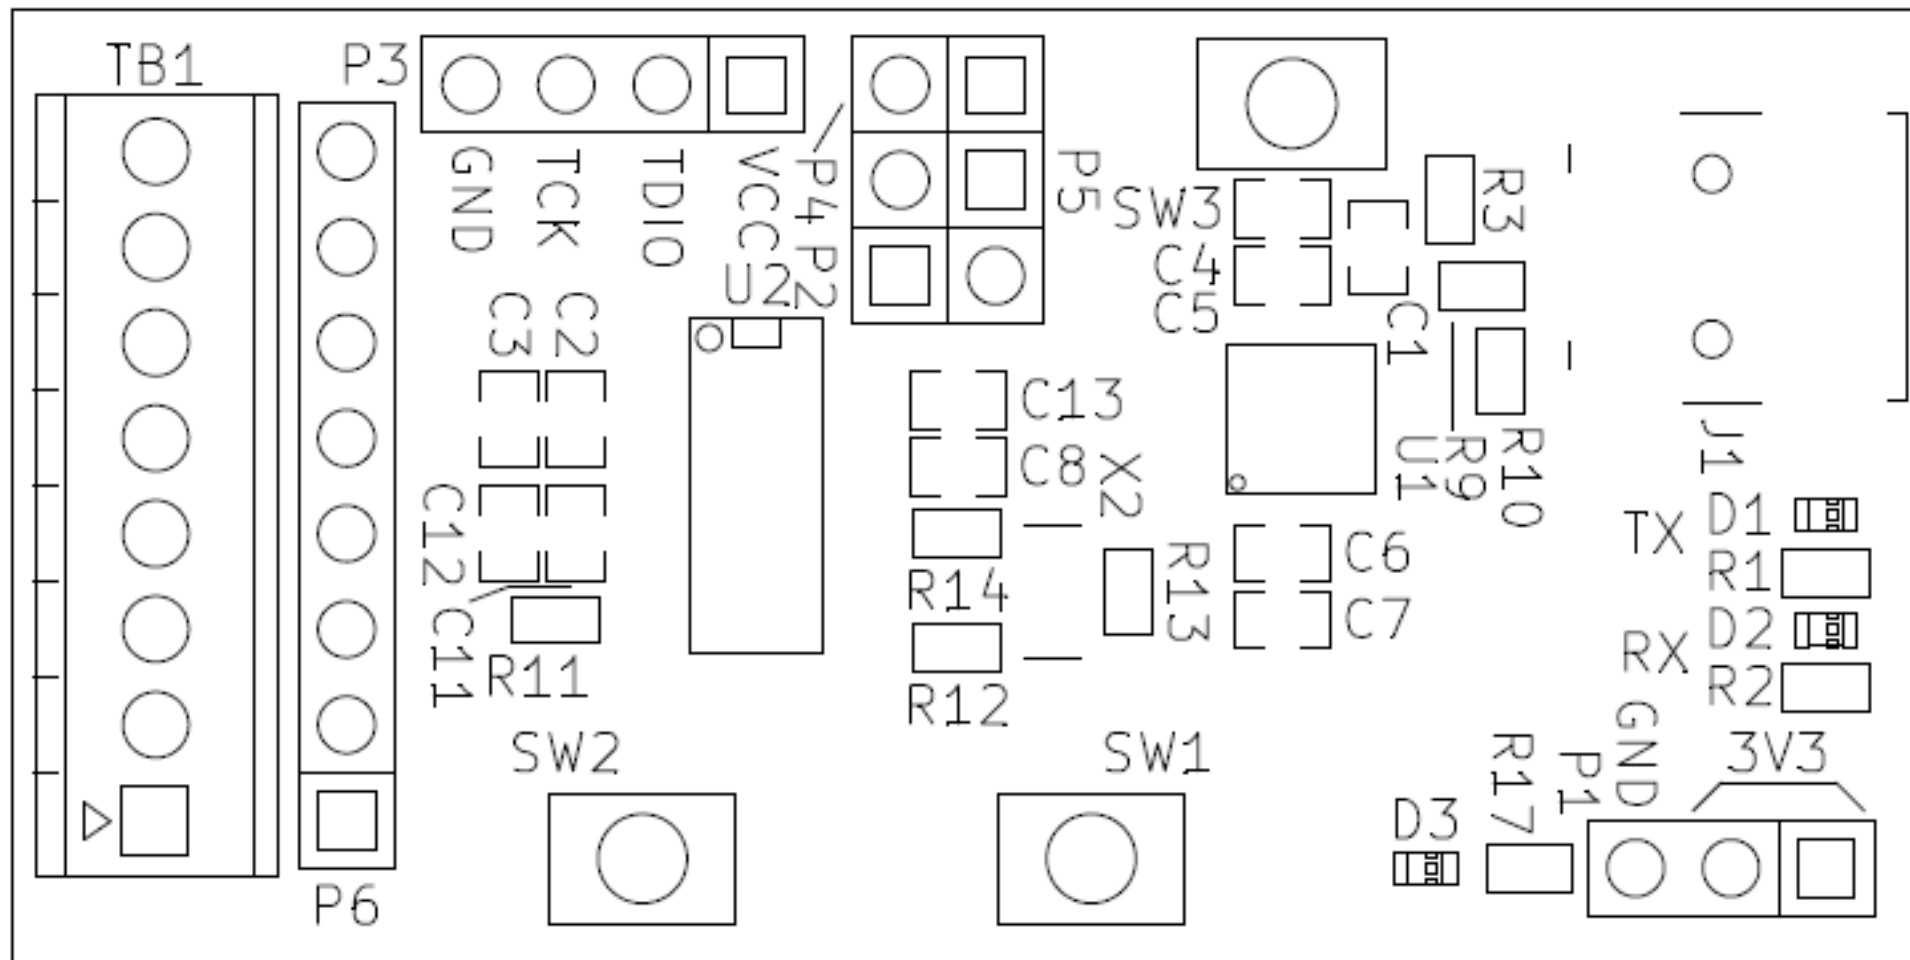 TB1
P3
GND
TCK
TDIO
VCC
P4
P2
P5
SW3
C4
C5
R3
C1
U2
C3
C2
C13
C8
X2
U1
R9
R10
J1
C12
C11
R11
R14
R12
R13
C6
C7
TX
D1
R1
RX
D2
R2
SW2
SW1
D3
R17
P1
GND
3V3
P6